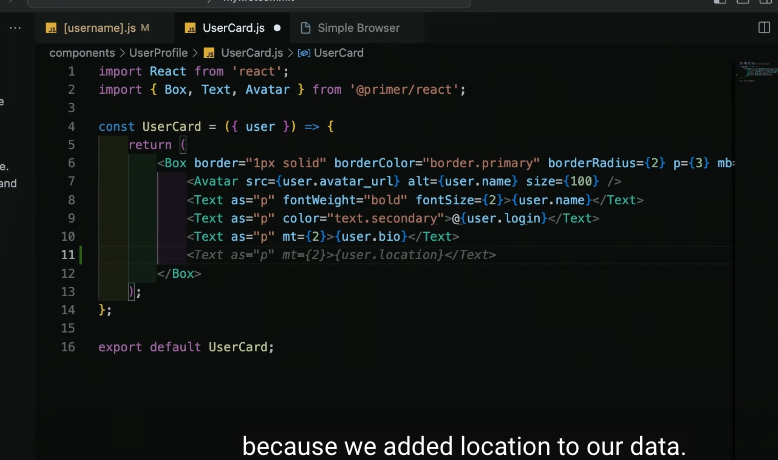 [username].js M
UserCard.js
Simple Browser
components > UserProfile > UserCard.js > UserCard
1 import React from 'react';
2 import { Box, Text, Avatar } from '@primer/react';
3
4 const UserCard = ({ user }) => {
5 return (
6 <Box border="1px solid" borderColor="border.primary" borderRadius={2} p={3} mb=
7 <Avatar src={user.avatar_url} alt={user.name} size={100} />
8 <Text as="p" fontWeight="bold" fontSize={2}>{user.name}</Text>
9 <Text as="p" color="text.secondary">@{user.login}</Text>
10 <Text as="p" mt={2}>{user.bio}</Text>
11 <Text as="p" mt={2}>{user.location}</Text>
12 </Box>
13 );
14 };
15
16 export default UserCard;
e
e.
and
because we added location to our data.